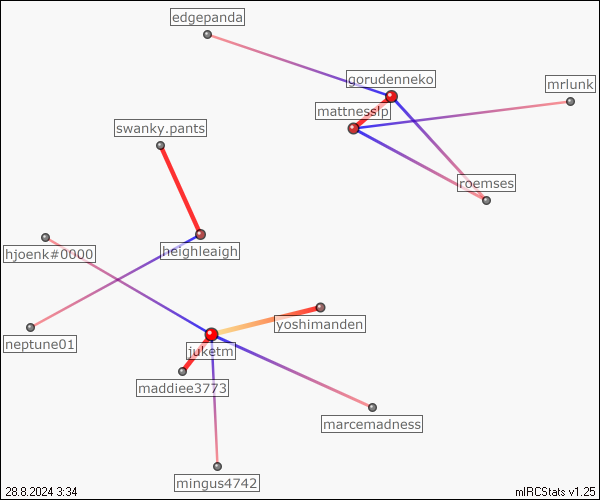 edgepanda
gorudenneko
mrlunk
mattnesslp
swanky.pants
roemses
hjoenk#0000
heighleaigh
yoshimanden
neptune01
juketm
maddiee3773
marcemadness
mingus4742
28.8.2024 3:34
mIRCStats v1.25